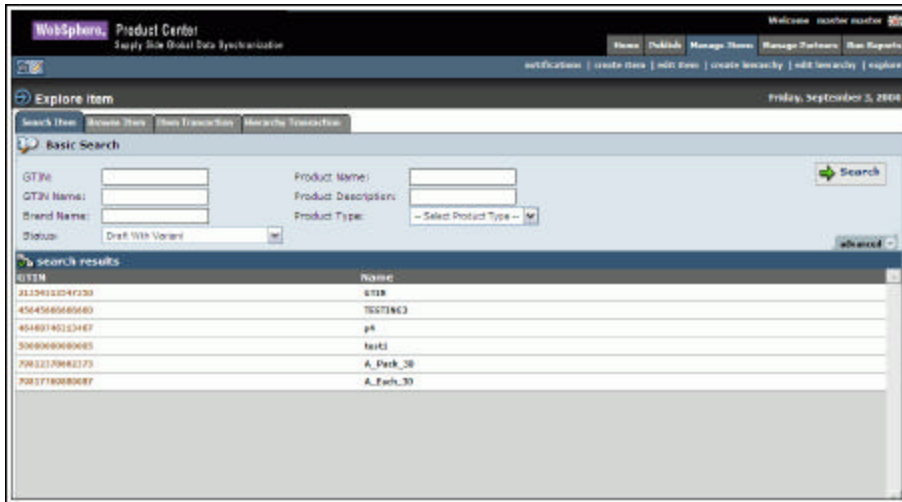 WebSphere. Product Center
Supply Side Global Data Synchronization
Welcome master master
Home Publish Manage Items Manage Partners Run Reports
notifications | create item | edit item | create hierarchy | edit hierarchy | explore
Explore item
Friday, September 3, 2004
Search Item Browse Item Item Transaction Hierarchy Transaction
Basic Search
GTIN: Product Name: Search
GTIN Name: Product Description:
Brand Name: Product Type: -- Select Product Type --
Status: Draft With Variant
advanced
search results
GTIN Name
GTIN
TESTING3
p4
test1
A_Pack_30
A_Each_30